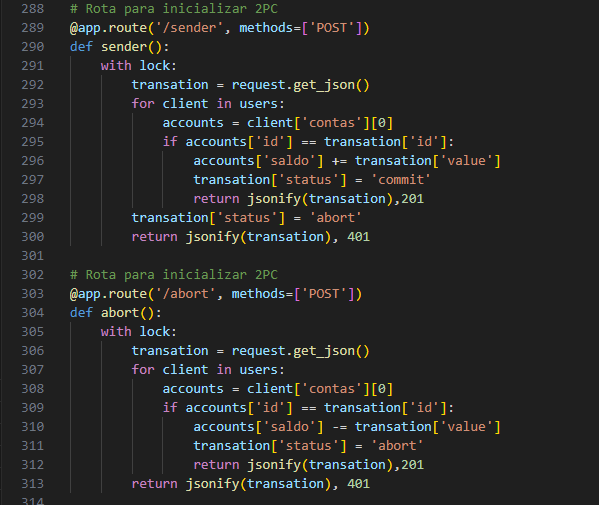 288 # Rota para inicializar 2PC
289 @app.route('/sender', methods=['POST'])
290 def sender():
291     with lock:
292         transation = request.get_json()
293         for client in users:
294             accounts = client['contas'][0]
295             if accounts['id'] == transation['id']:
296                 accounts['saldo'] += transation['value']
297                 transation['status'] = 'commit'
298                 return jsonify(transation),201
299         transation['status'] = 'abort'
300         return jsonify(transation), 401
301
302 # Rota para inicializar 2PC
303 @app.route('/abort', methods=['POST'])
304 def abort():
305     with lock:
306         transation = request.get_json()
307         for client in users:
308             accounts = client['contas'][0]
309             if accounts['id'] == transation['id']:
310                 accounts['saldo'] -= transation['value']
311                 transation['status'] = 'abort'
312                 return jsonify(transation),201
313         return jsonify(transation), 401
314